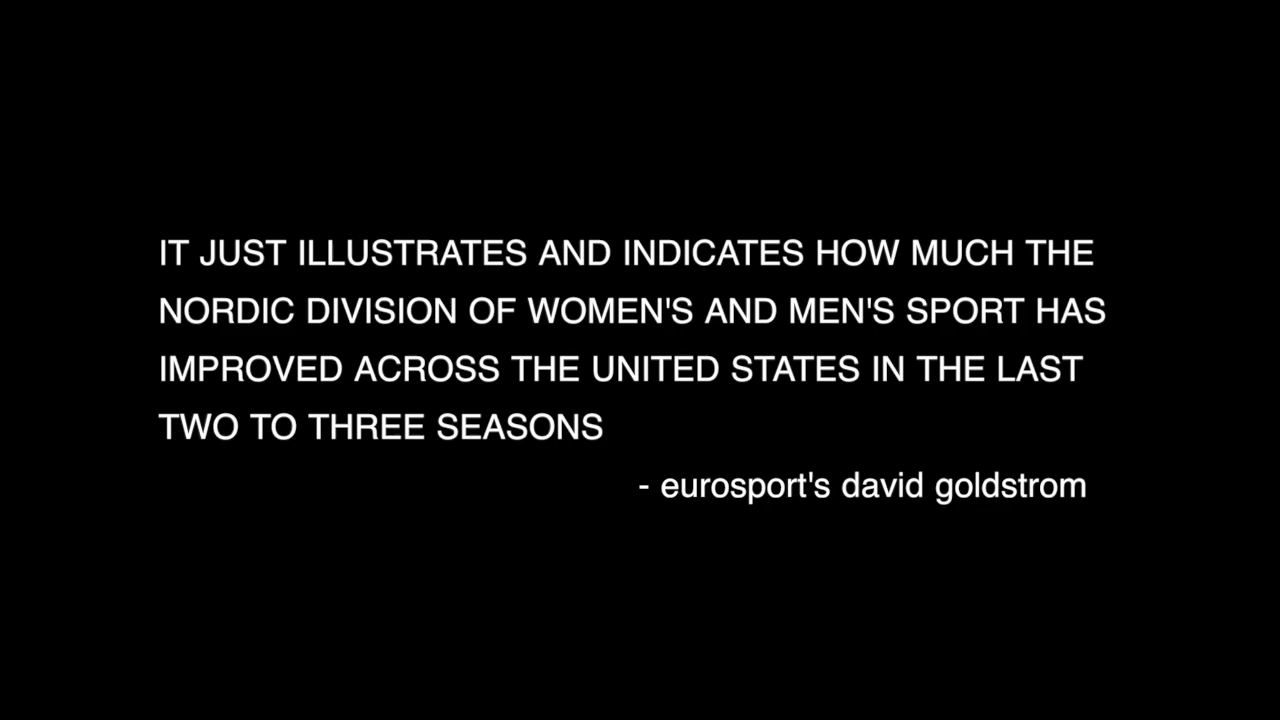 IT JUST ILLUSTRATES AND INDICATES HOW MUCH THE
NORDIC DIVISION OF WOMEN'S AND MEN'S SPORT HAS
IMPROVED ACROSS THE UNITED STATES IN THE LAST
TWO TO THREE SEASONS
- eurosport's david goldstrom